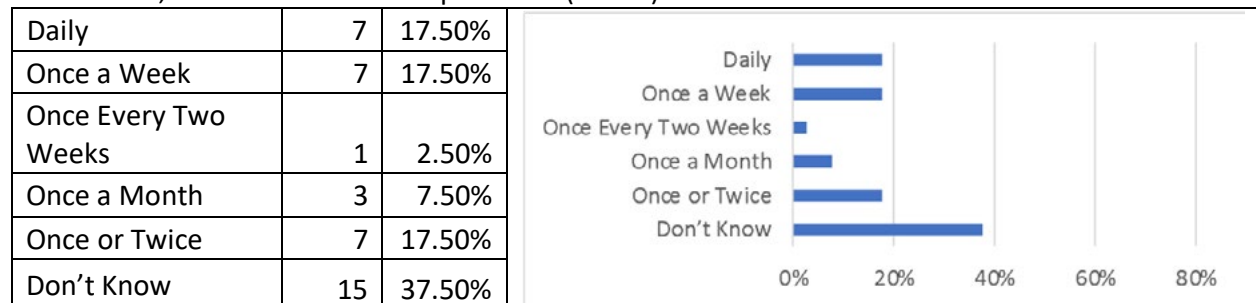 Daily 7 17.50%
Once a Week 7 17.50%
Once Every Two
Weeks 1 2.50%
Once a Month 3 7.50%
Once or Twice 7 17.50%
Don’t Know 15 37.50%
Daily
Once a Week
Once Every Two Weeks
Once a Month
Once or Twice
Don’t Know
0% 20% 40% 60% 80%